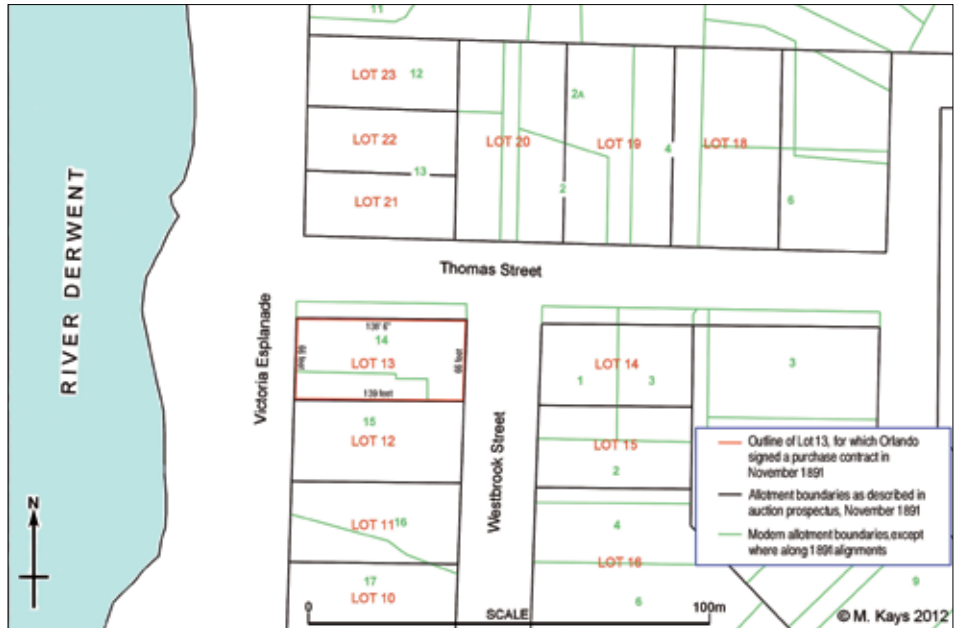 11
LOT 23
12
2A
LOT 22
LOT 20
LOT 19
4
LOT 18
13
2
6
LOT 21
Thomas Street
RIVER DERWENT
Victoria Esplanade
138' 6"
14
66 feet
LOT 13
66 feet
139 feet
LOT 14
1
3
3
15
LOT 12
Westbrook Street
LOT 15
2
LOT 11
16
4
17
LOT 10
LOT 16
6
9
Outline of Lot 13, for which Orlando
signed a purchase contract in
November 1891
Allotment boundaries as described in
auction prospectus, November 1891
Modern allotment boundaries, except
where along 1891 alignments
N
0
SCALE
100m
© M. Kays 2012